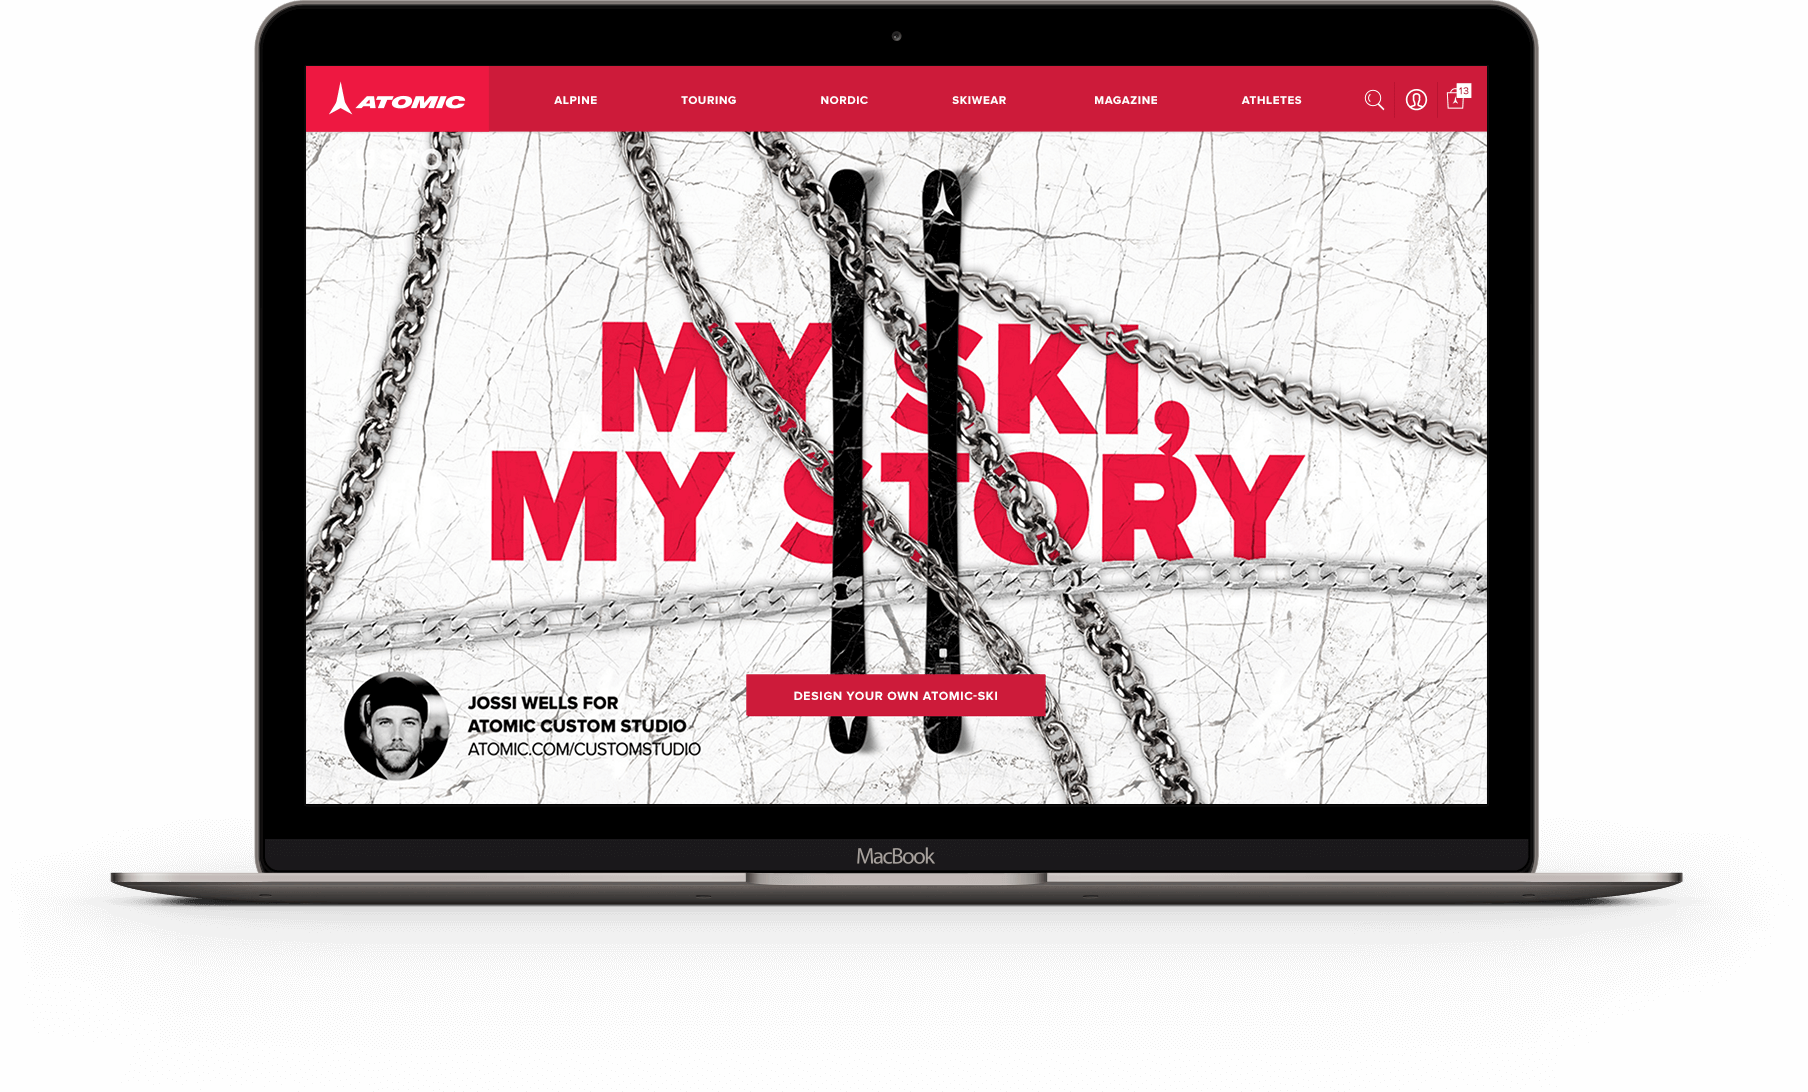 ATOMIC
ALPINE
TOURING
NORDIC
SKIWEAR
MAGAZINE
ATHLETES
13
CUSTOM
MY SKI,
MY STORY
JOSSI WELLS FOR
ATOMIC CUSTOM STUDIO
ATOMIC.COM/CUSTOMSTUDIO
DESIGN YOUR OWN ATOMIC-SKI
MacBook